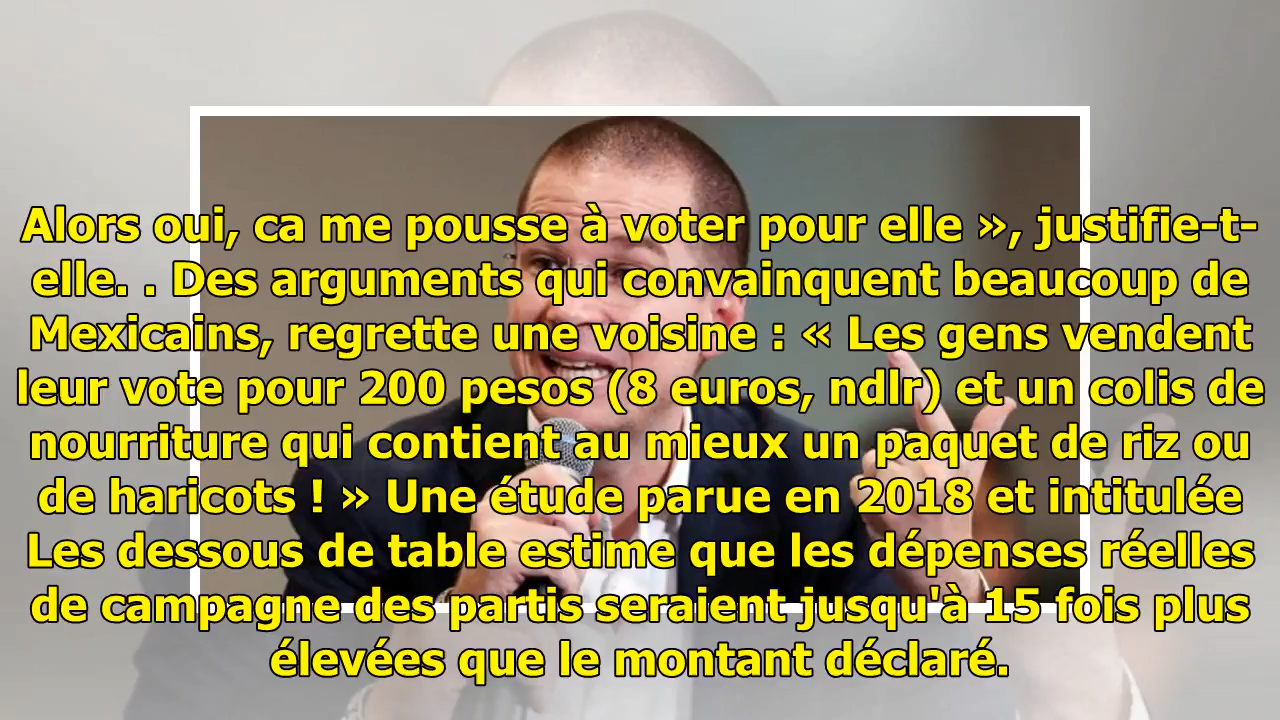 Alors oui, ca me pousse à voter pour elle », justifie-t-
elle. . Des arguments qui convainquent beaucoup de
Mexicains, regrette une voisine : « Les gens vendent
leur vote pour 200 pesos (8 euros, ndlr) et un colis de
nourriture qui contient au mieux un paquet de riz ou
de haricots ! » Une étude parue en 2018 et intitulée
Les dessous de table estime que les dépenses réelles
de campagne des partis seraient jusqu'à 15 fois plus
élevées que le montant déclaré.